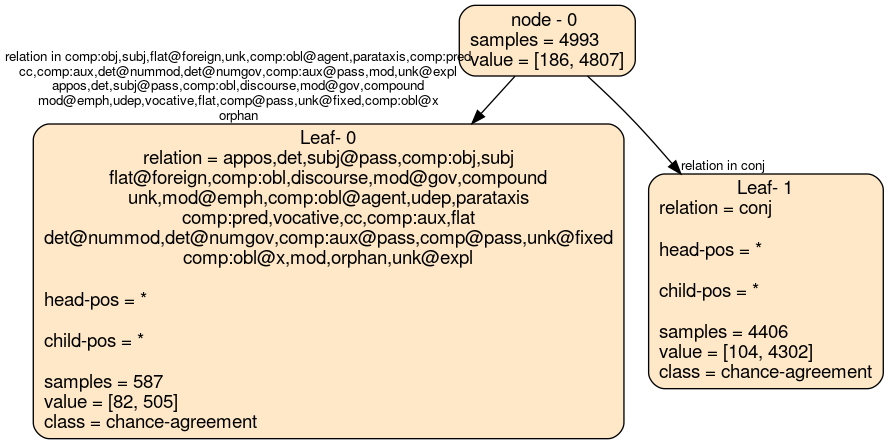 node - 0
samples = 4993
value = [186, 4807]
relation in comp:obj,subj,flat@foreign,unk,comp:obl@agent,parataxis,comp:pred
cc,comp:aux,det@nummod,det@numgov,comp:aux@pass,mod,unk@expl
appos,det,subj@pass,comp:obl,discourse,mod@gov,compound
mod@emph,udep,vocative,flat,comp@pass,unk@fixed,comp:obl@x
orphan
Leaf- 0
relation = appos,det,subj@pass,comp:obj,subj
flat@foreign,comp:obl,discourse,mod@gov,compound
unk,mod@emph,comp:obl@agent,udep,parataxis
comp:pred,vocative,cc,comp:aux,flat
det@nummod,det@numgov,comp:aux@pass,comp@pass,unk@fixed
comp:obl@x,mod,orphan,unk@expl
head-pos = *
child-pos = *
samples = 587
value = [82, 505]
class = chance-agreement
relation in conj
Leaf- 1
relation = conj
head-pos = *
child-pos = *
samples = 4406
value = [104, 4302]
class = chance-agreement